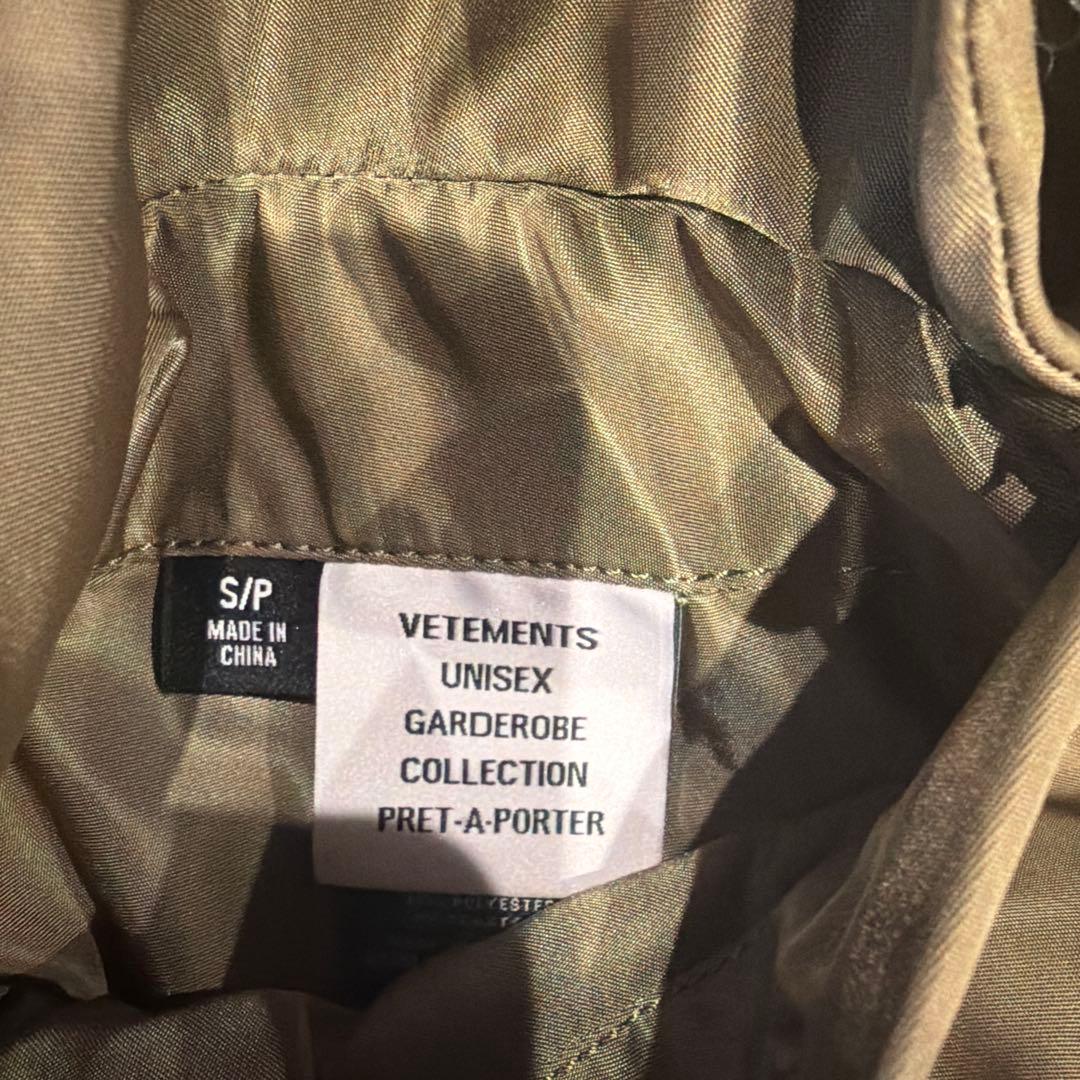 S/P
MADE IN
CHINA
VETEMENTS
UNISEX
GARDEROBE
COLLECTION
PRET-A-PORTER